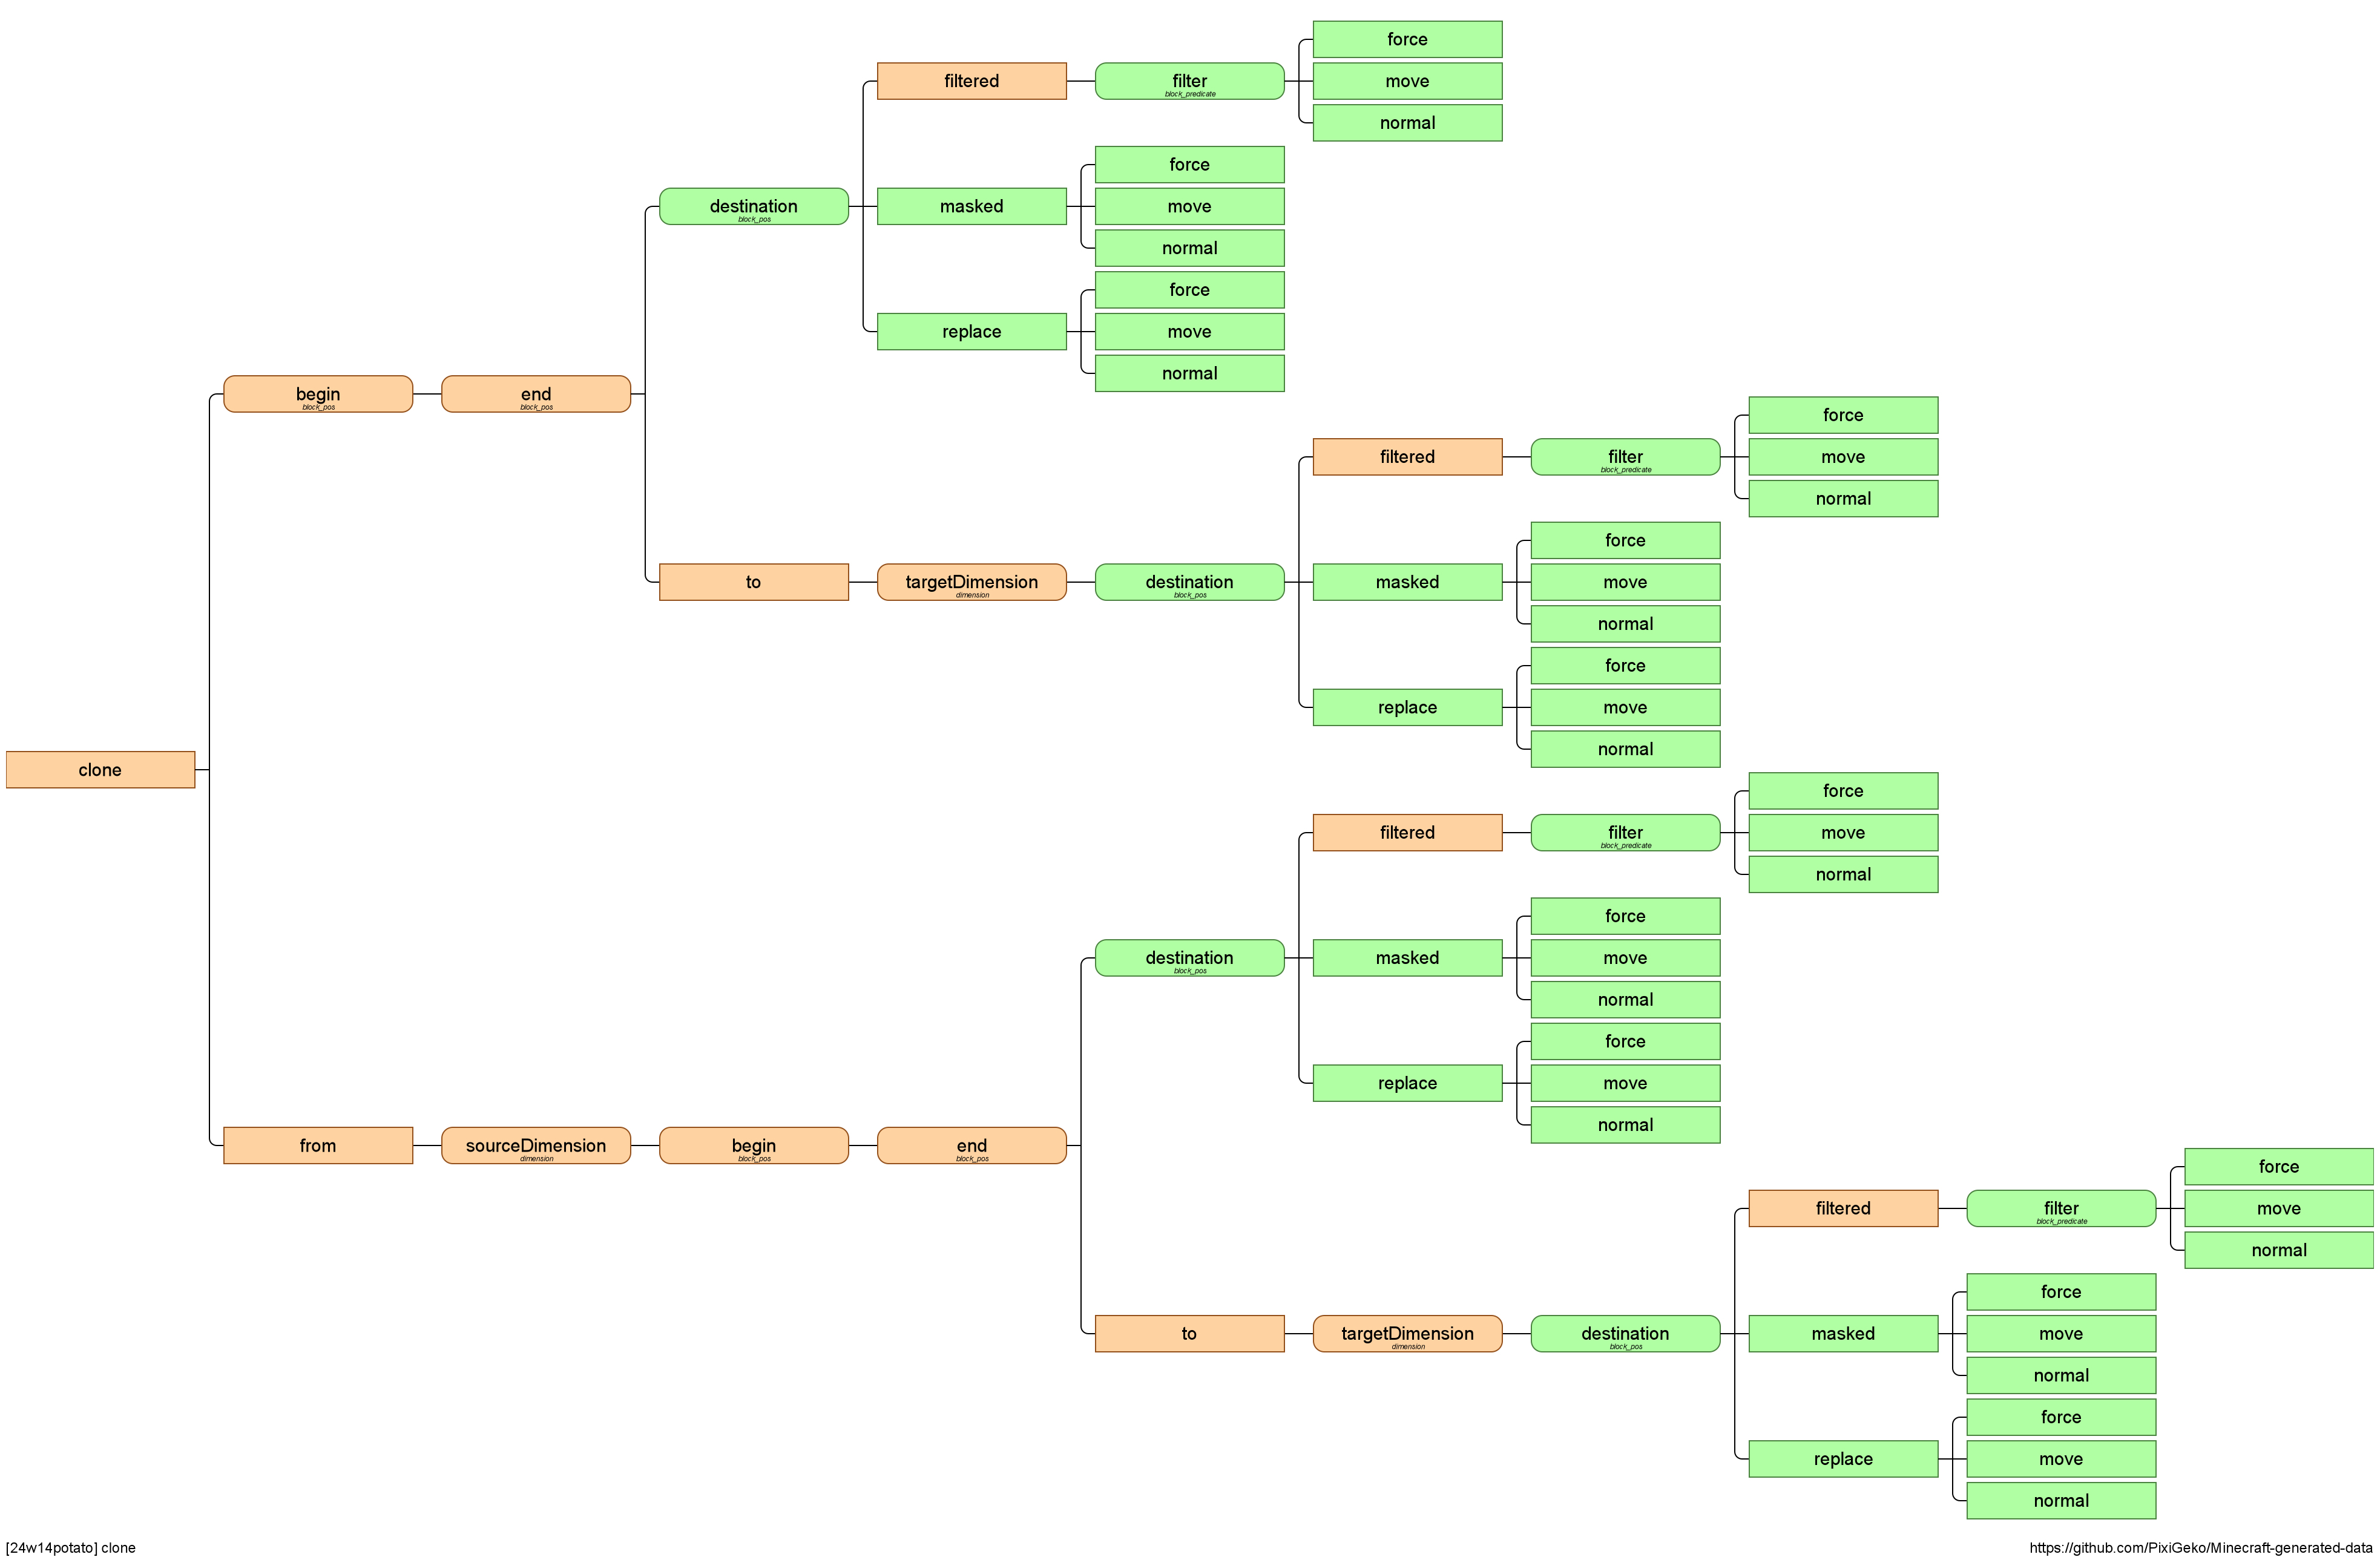 force
filtered
filter
block_predicate
move
normal
force
destination
block_pos
masked
move
normal
force
replace
move
normal
begin
block_pos
end
block_pos
force
filtered
filter
block_predicate
move
normal
force
to
targetDimension
dimension
destination
block_pos
masked
move
normal
force
replace
move
normal
clone
force
filtered
filter
block_predicate
move
normal
force
destination
block_pos
masked
move
normal
force
replace
move
normal
from
sourceDimension
dimension
begin
block_pos
end
block_pos
force
filtered
filter
block_predicate
move
normal
force
to
targetDimension
dimension
destination
block_pos
masked
move
normal
force
replace
move
normal
[24w14potato] clone
https://github.com/PixiGeko/Minecraft-generated-data